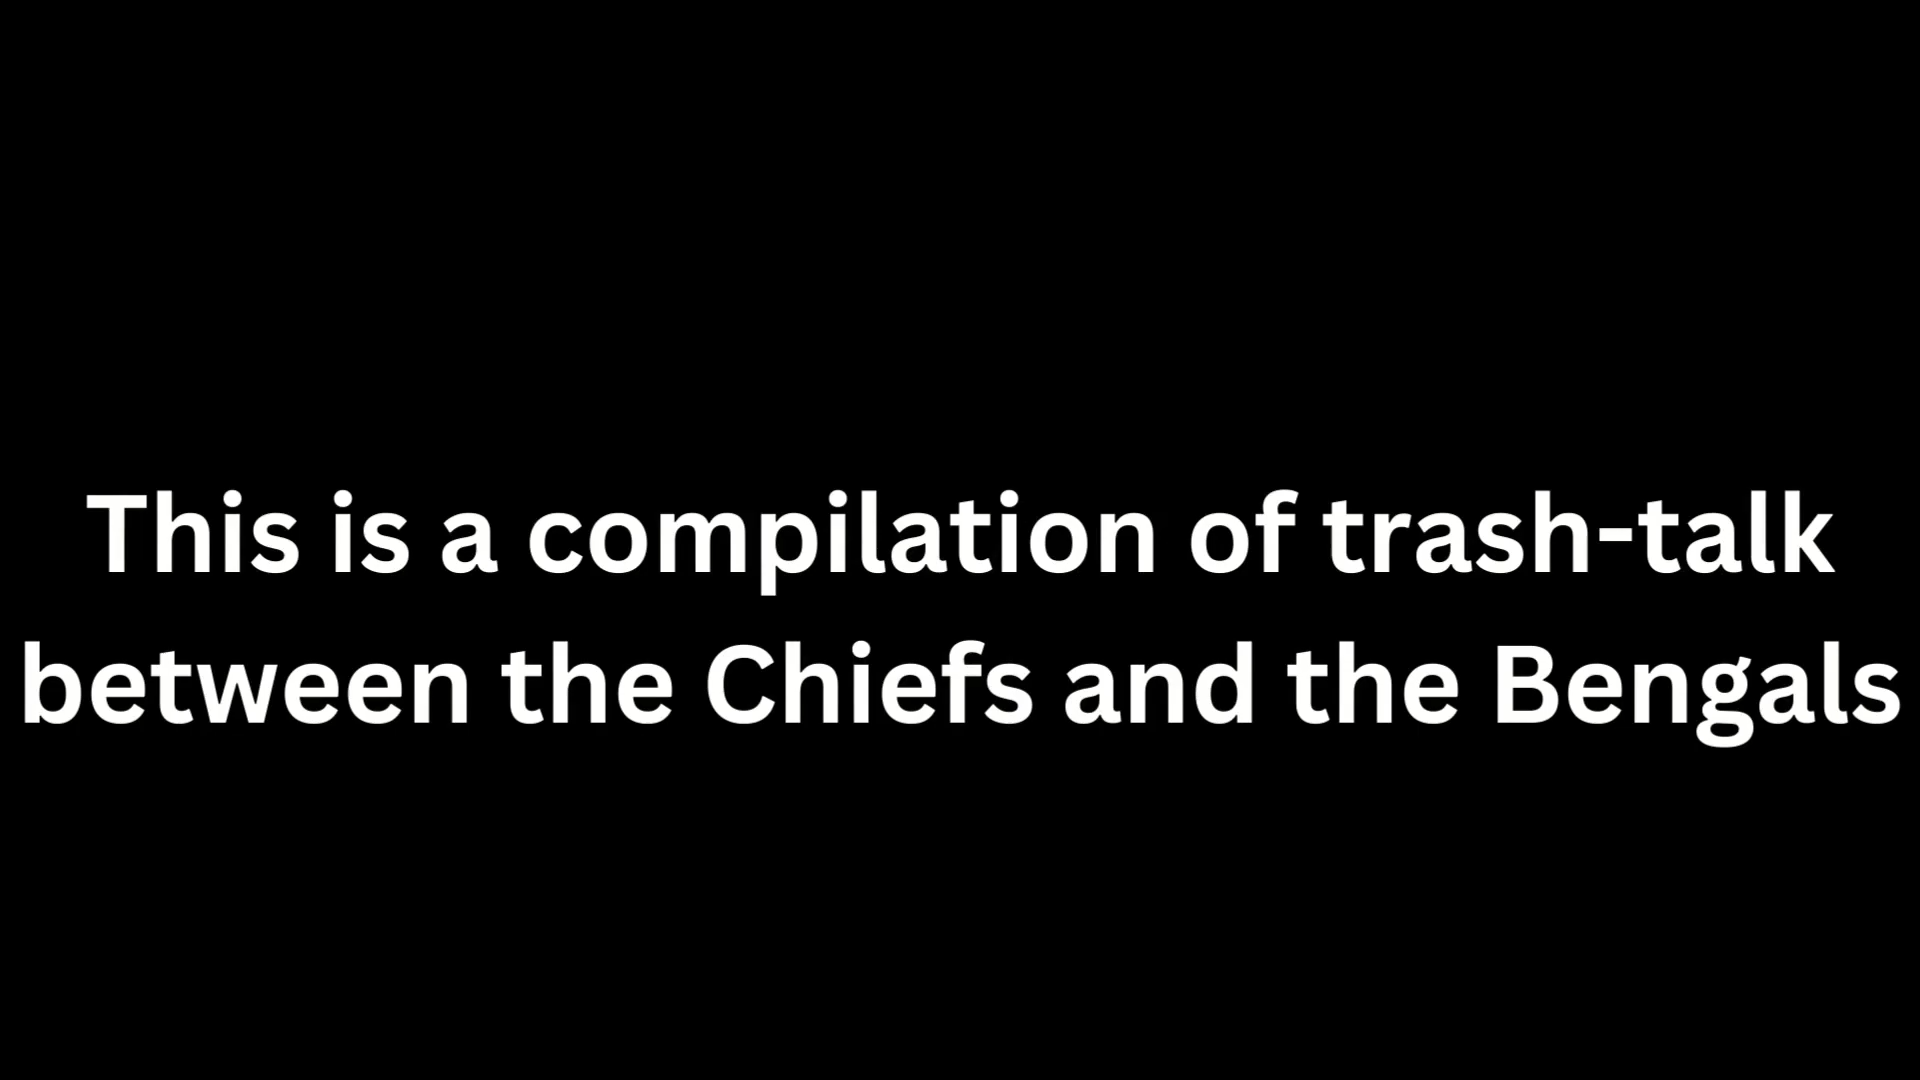 This is a compilation of trash-talk
between the Chiefs and the Bengals